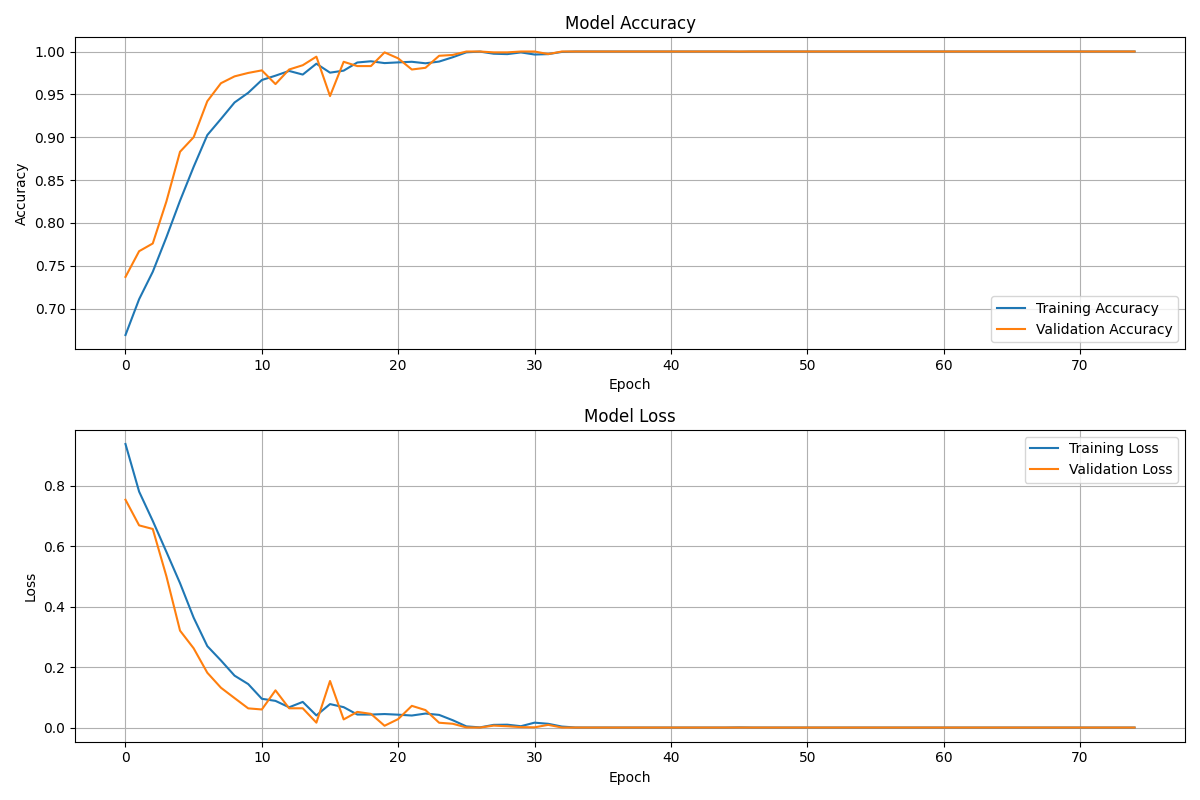 Model Accuracy
1.00
0.95
0.90
0.85
0.80
0.75
0.70
Accuracy
Training Accuracy
Validation Accuracy
0 10 20 30 40 50 60 70
Epoch
Model Loss
0.8
0.6
0.4
0.2
0.0
Loss
Training Loss
Validation Loss
0 10 20 30 40 50 60 70
Epoch